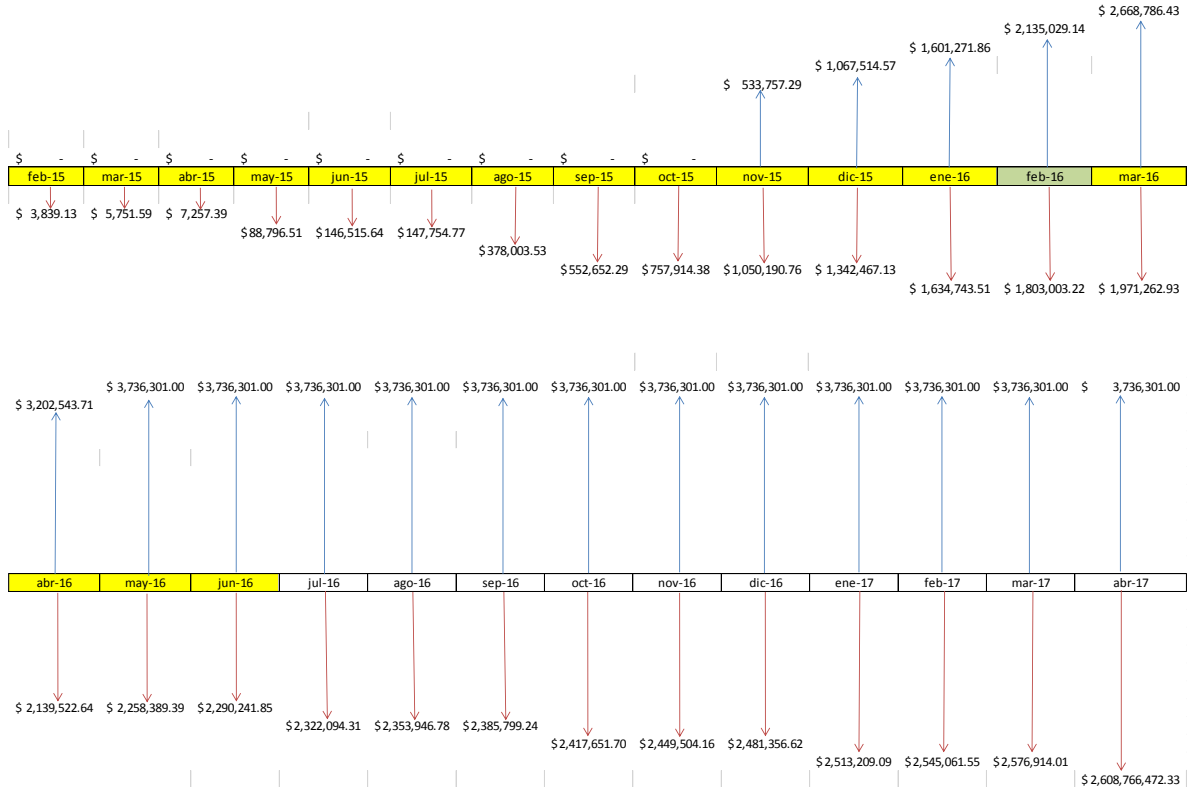 $ 2,668,786.43
$ 2,135,029.14
$ 1,601,271.86
$ 1,067,514.57
$ 533,757.29
$ - $ - $ - $ - $ - $ - $ - $ - $ -
feb-15 mar-15 abr-15 may-15 jun-15 jul-15 ago-15 sep-15 oct-15 nov-15 dic-15 ene-16 feb-16 mar-16
$ 3,839.13 $ 5,751.59 $ 7,257.39
$88,796.51 $146,515.64 $147,754.77
$378,003.53
$552,652.29 $757,914.38 $1,050,190.76 $ 1,342,467.13
$ 1,634,743.51 $ 1,803,003.22 $ 1,971,262.93
$ 3,736,301.00 $3,736,301.00 $3,736,301.00 $3,736,301.00 $3,736,301.00 $3,736,301.00 $3,736,301.00 $3,736,301.00 $3,736,301.00 $3,736,301.00 $3,736,301.00 $ 3,736,301.00
$ 3,202,543.71
abr-16 may-16 jun-16 jul-16 ago-16 sep-16 oct-16 nov-16 dic-16 ene-17 feb-17 mar-17 abr-17
$ 2,139,522.64 $ 2,258,389.39 $ 2,290,241.85
$2,322,094.31 $2,353,946.78 $2,385,799.24
$2,417,651.70 $2,449,504.16 $2,481,356.62
$2,513,209.09 $2,545,061.55 $2,576,914.01
$2,608,766,472.33